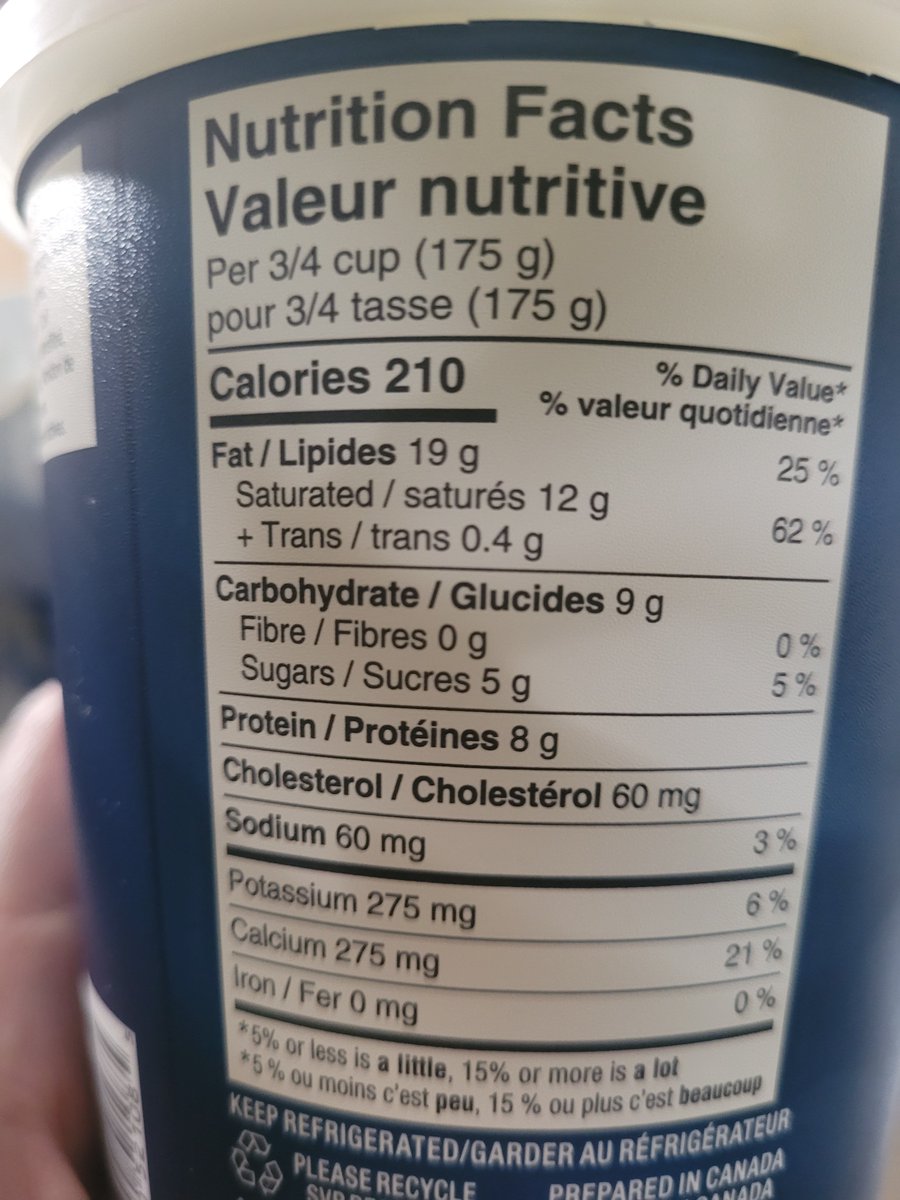 Nutrition Facts
Valeur nutritive
Per 3/4 cup (175 g)
pour 3/4 tasse (175 g)
Calories 210
% Daily Value*
% valeur quotidienne*
Fat / Lipides 19 g 25 %
Saturated / saturés 12 g
+ Trans / trans 0.4 g 62 %
Carbohydrate / Glucides 9 g
Fibre / Fibres 0 g 0 %
Sugars / Sucres 5 g 5 %
Protein / Protéines 8 g
Cholesterol / Cholestérol 60 mg
Sodium 60 mg 3 %
Potassium 275 mg 6 %
Calcium 275 mg 21 %
Iron / Fer 0 mg 0 %
*5% or less is a little, 15% or more is a lot
*5 % ou moins c'est peu, 15 % ou plus c'est beaucoup
KEEP REFRIGERATED/GARDER AU RÉFRIGÉRATEUR
PLEASE RECYCLE PREPARED IN CANADA